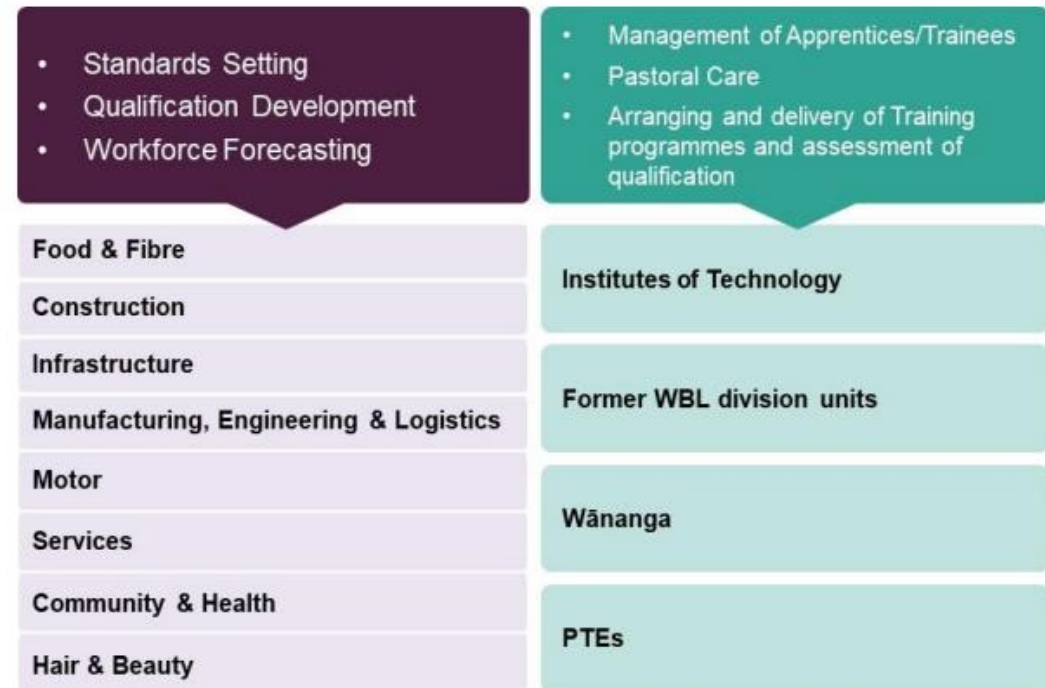 • Standards Setting
• Qualification Development
• Workforce Forecasting
Food & Fibre
Construction
Infrastructure
Manufacturing, Engineering & Logistics
Motor
Services
Community & Health
Hair & Beauty
• Management of Apprentices/Trainees
• Pastoral Care
• Arranging and delivery of Training
programmes and assessment of
qualification
Institutes of Technology
Former WBL division units
Wānanga
PTEs